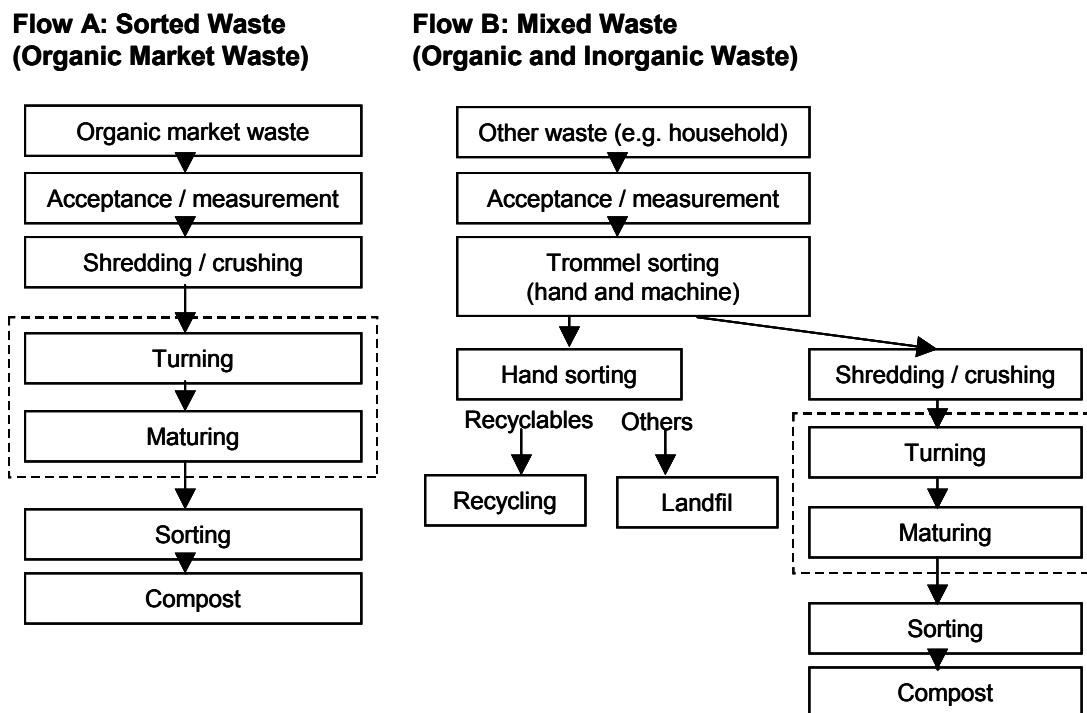 Flow A: Sorted Waste
(Organic Market Waste)
Organic market waste
Acceptance / measurement
Shredding / crushing
Turning
Maturing
Sorting
Compost
Flow B: Mixed Waste
(Organic and Inorganic Waste)
Other waste (e.g. household)
Acceptance / measurement
Trommel sorting
(hand and machine)
Hand sorting
Recyclables
Others
Recycling
Landfil
Shredding / crushing
Turning
Maturing
Sorting
Compost